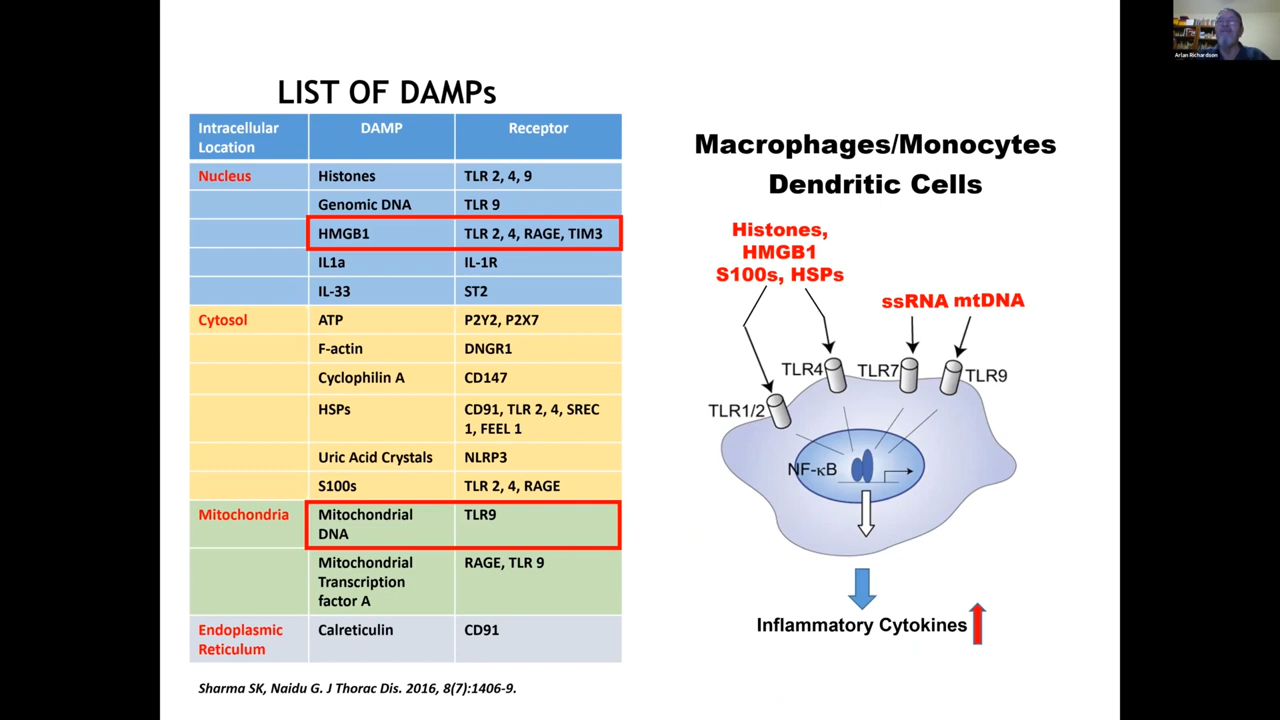 LIST OF DAMPs
Intracellular Location
DAMP
Receptor
Nucleus
Histones
TLR 2, 4, 9
Genomic DNA
TLR 9
HMGB1
TLR 2, 4, RAGE, TIM3
IL1a
IL-1R
IL-33
ST2
Cytosol
ATP
P2Y2, P2X7
F-actin
DNGR1
Cyclophilin A
CD147
HSPs
CD91, TLR 2, 4, SREC
1, FEEL 1
Uric Acid Crystals
NLRP3
S100s
TLR 2, 4, RAGE
Mitochondria
Mitochondrial
DNA
TLR9
Mitochondrial
Transcription
factor A
RAGE, TLR 9
Endoplasmic
Reticulum
Calreticulin
CD91
Sharma SK, Naidu G. J Thorac Dis. 2016, 8(7):1406-9.
Macrophages/Monocytes
Dendritic Cells
Histones,
HMGB1
S100s, HSPs
ssRNA mtDNA
TLR4
TLR7
TLR9
TLR1/2
NF-κB
Inflammatory Cytokines
Arlan Richardson